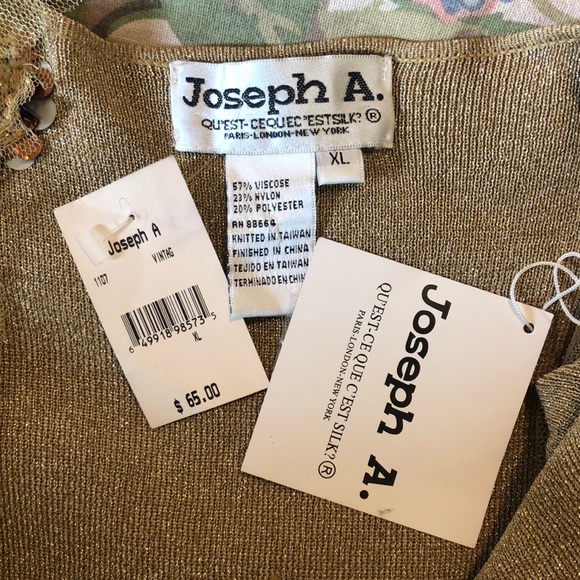 Joseph A.
QU'EST-CEQUEC'ESTSILK? ®
PARIS-LONDON-NEW YORK
XL
57% VISCOSE
23% NYLON
20% POLYESTER
RN 88664
KNITTED IN TAIWAN
FINISHED IN CHINA
TEJIDO EN TAIWAN
TERMINADO EN CHIN
Joseph A
1107
VINTAG
6 49918 98573 5
XL
$ 65.00
Joseph A.
QU'EST-CE QUE C'EST SILK? ®
PARIS-LONDON-NEW YORK